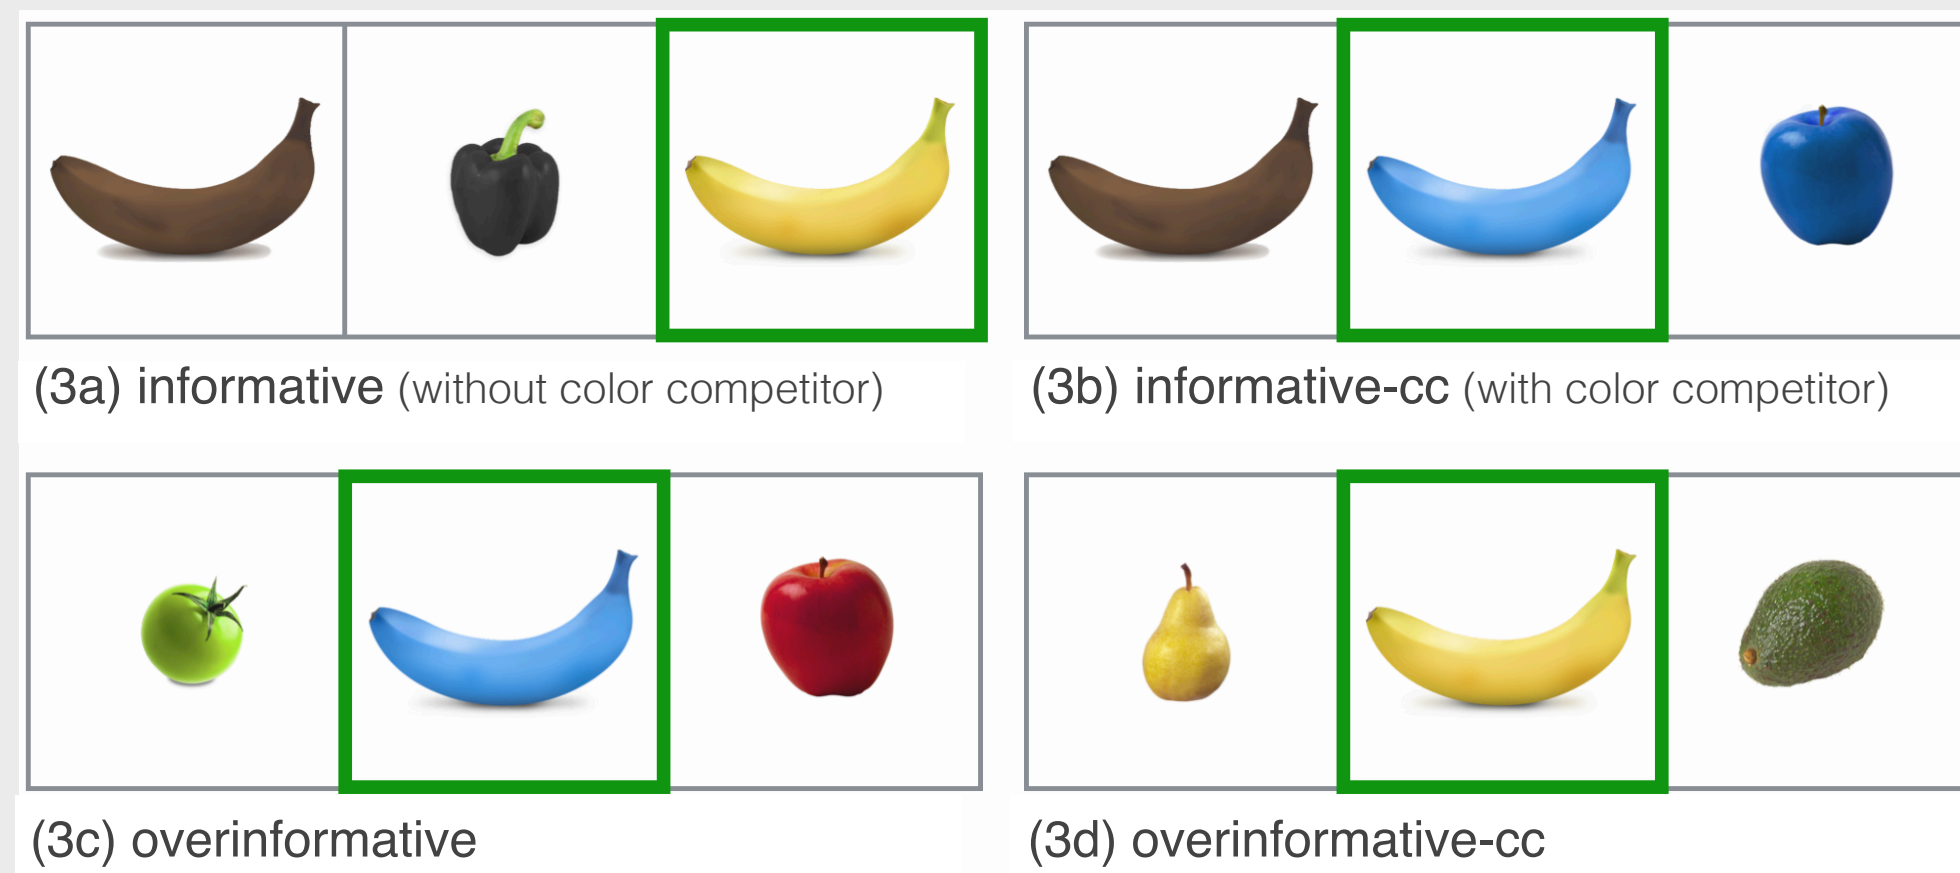 (3a) informative (without color competitor)
(3b) informative-cc (with color competitor)
(3c) overinformative
(3d) overinformative-cc